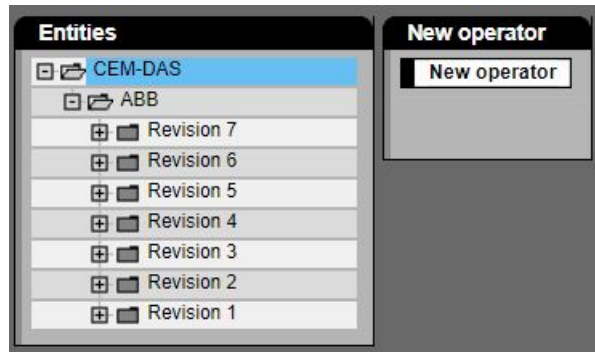 Entities
CEM-DAS
ABB
Revision 7
Revision 6
Revision 5
Revision 4
Revision 3
Revision 2
Revision 1
New operator
New operator